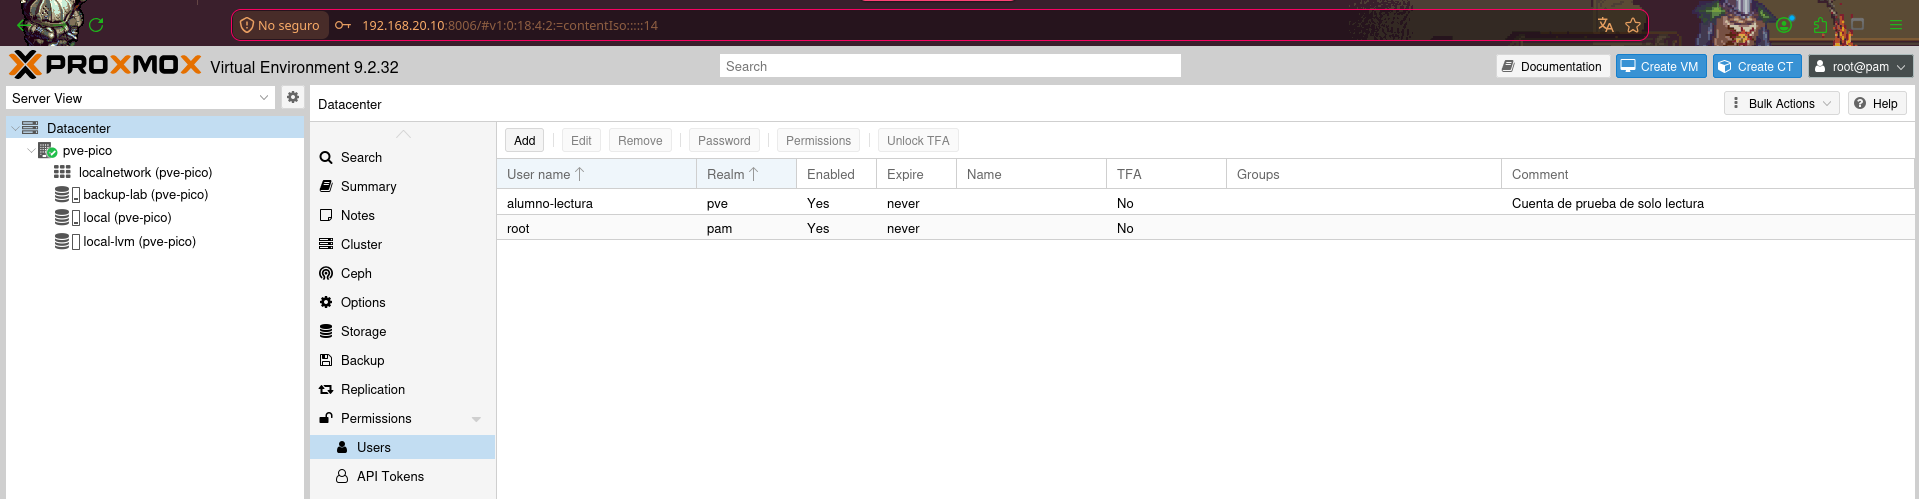 No seguro 192.168.20.10:8006/#v1:0:18:4:2:=contentIso:::::14
PROXMOX Virtual Environment 9.2.32 Search Documentation Create VM Create CT root@pam
Server View
Datacenter Bulk Actions Help
Datacenter
pve-pico
localnetwork (pve-pico)
backup-lab (pve-pico)
local (pve-pico)
local-lvm (pve-pico)
Search
Summary
Notes
Cluster
Ceph
Options
Storage
Backup
Replication
Permissions
Users
API Tokens
Add Edit Remove Password Permissions Unlock TFA
User name Realm Enabled Expire Name TFA Groups Comment
alumno-lectura pve Yes never No Cuenta de prueba de solo lectura
root pam Yes never No